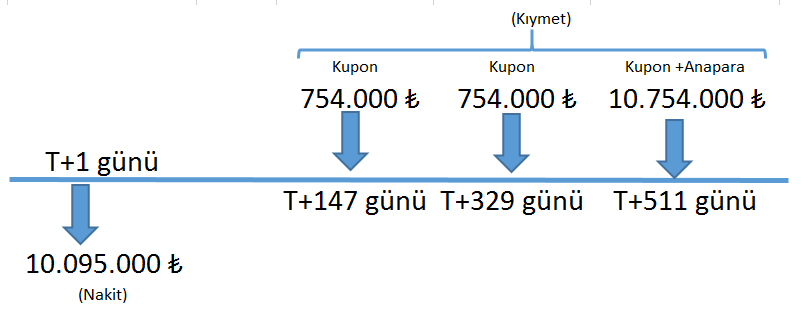 (Kıymet)
Kupon
Kupon
Kupon +Anapara
754.000 ₺
754.000 ₺
10.754.000 ₺
T+1 günü
T+147 günü
T+329 günü
T+511 günü
10.095.000 ₺
(Nakit)